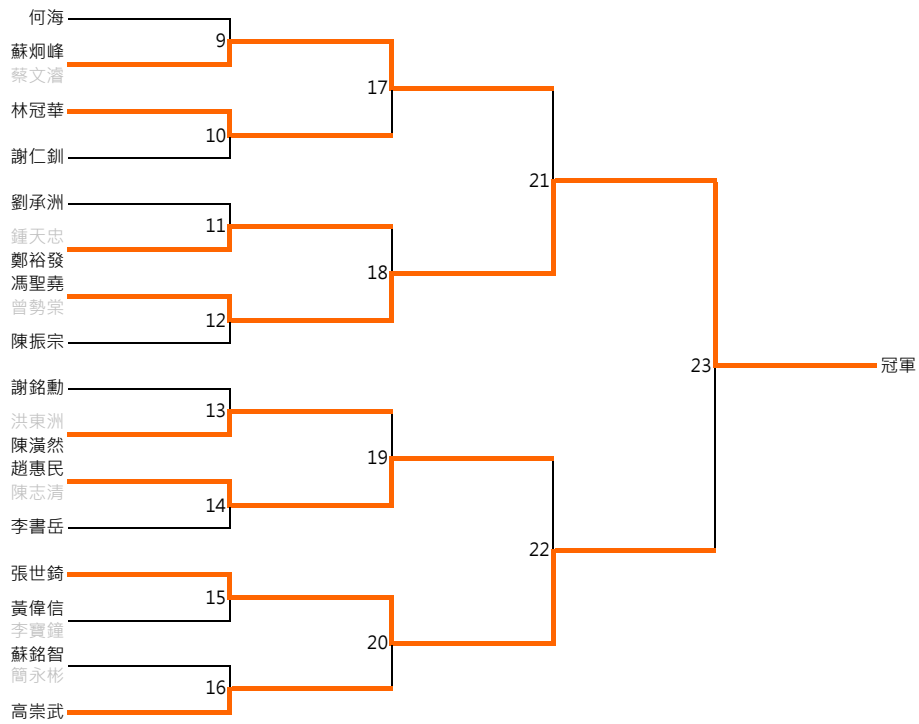 何海
蘇炯峰
蔡文濬
林冠華
謝仁釧
劉承洲
鍾天忠
鄭裕發
馮聖堯
曾勢棠
陳振宗
謝銘勳
洪東洲
陳瀇然
趙惠民
陳志清
李書岳
張世錡
黃偉信
李寶鐘
蘇銘智
簡永彬
高崇武
9
10
11
12
13
14
15
16
17
18
19
20
21
22
23
冠軍